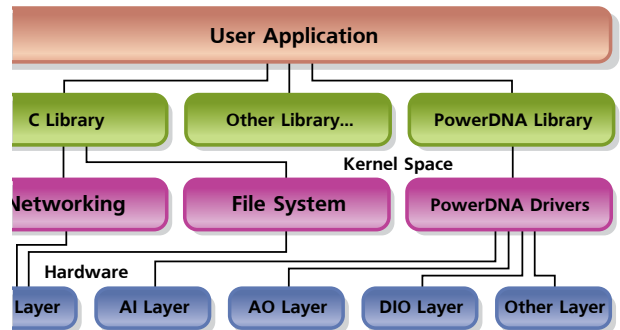 User Application
C Library
Other Library...
PowerDNA Library
Kernel Space
Networking
File System
PowerDNA Drivers
Hardware
Layer
AI Layer
AO Layer
DIO Layer
Other Layer